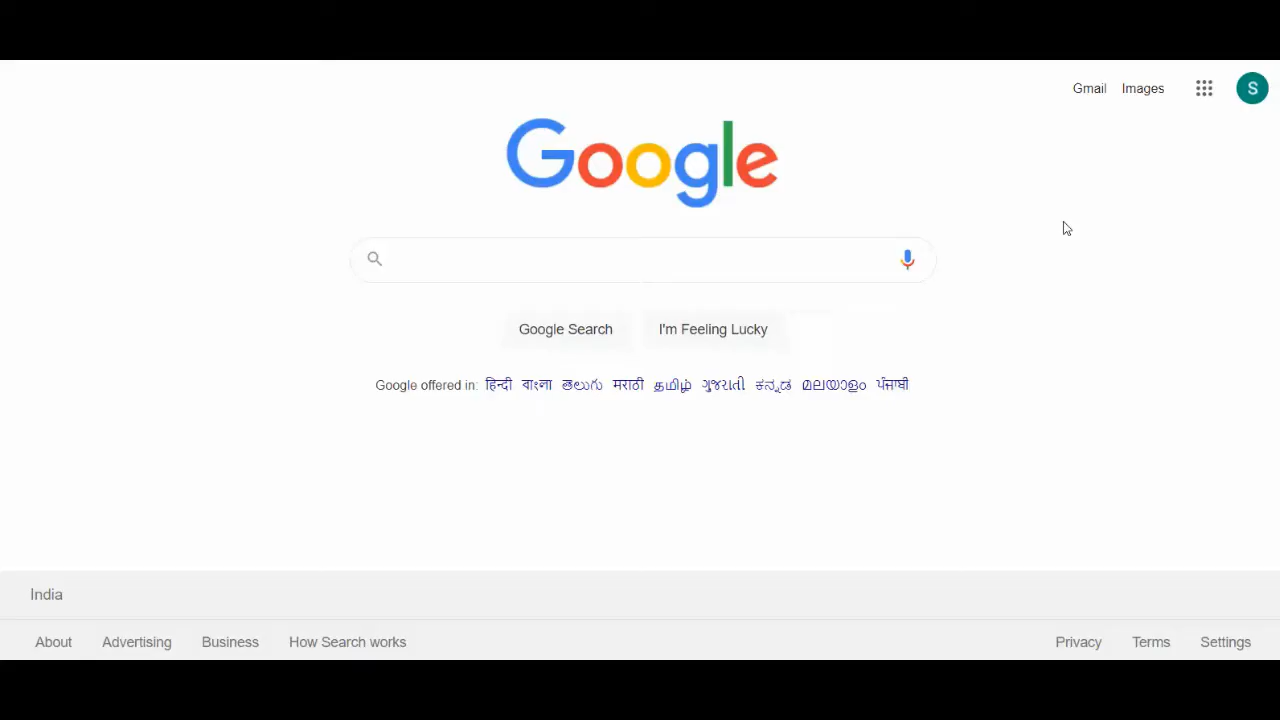 Gmail Images S
Google
Google Search I'm Feeling Lucky
Google offered in: हिन्दी বাংলা తెలుగు मराठी தமிழ் ગુજરાતી ಕನ್ನಡ മലയാളം ਪੰਜਾਬੀ
India
About Advertising Business How Search works Privacy Terms Settings